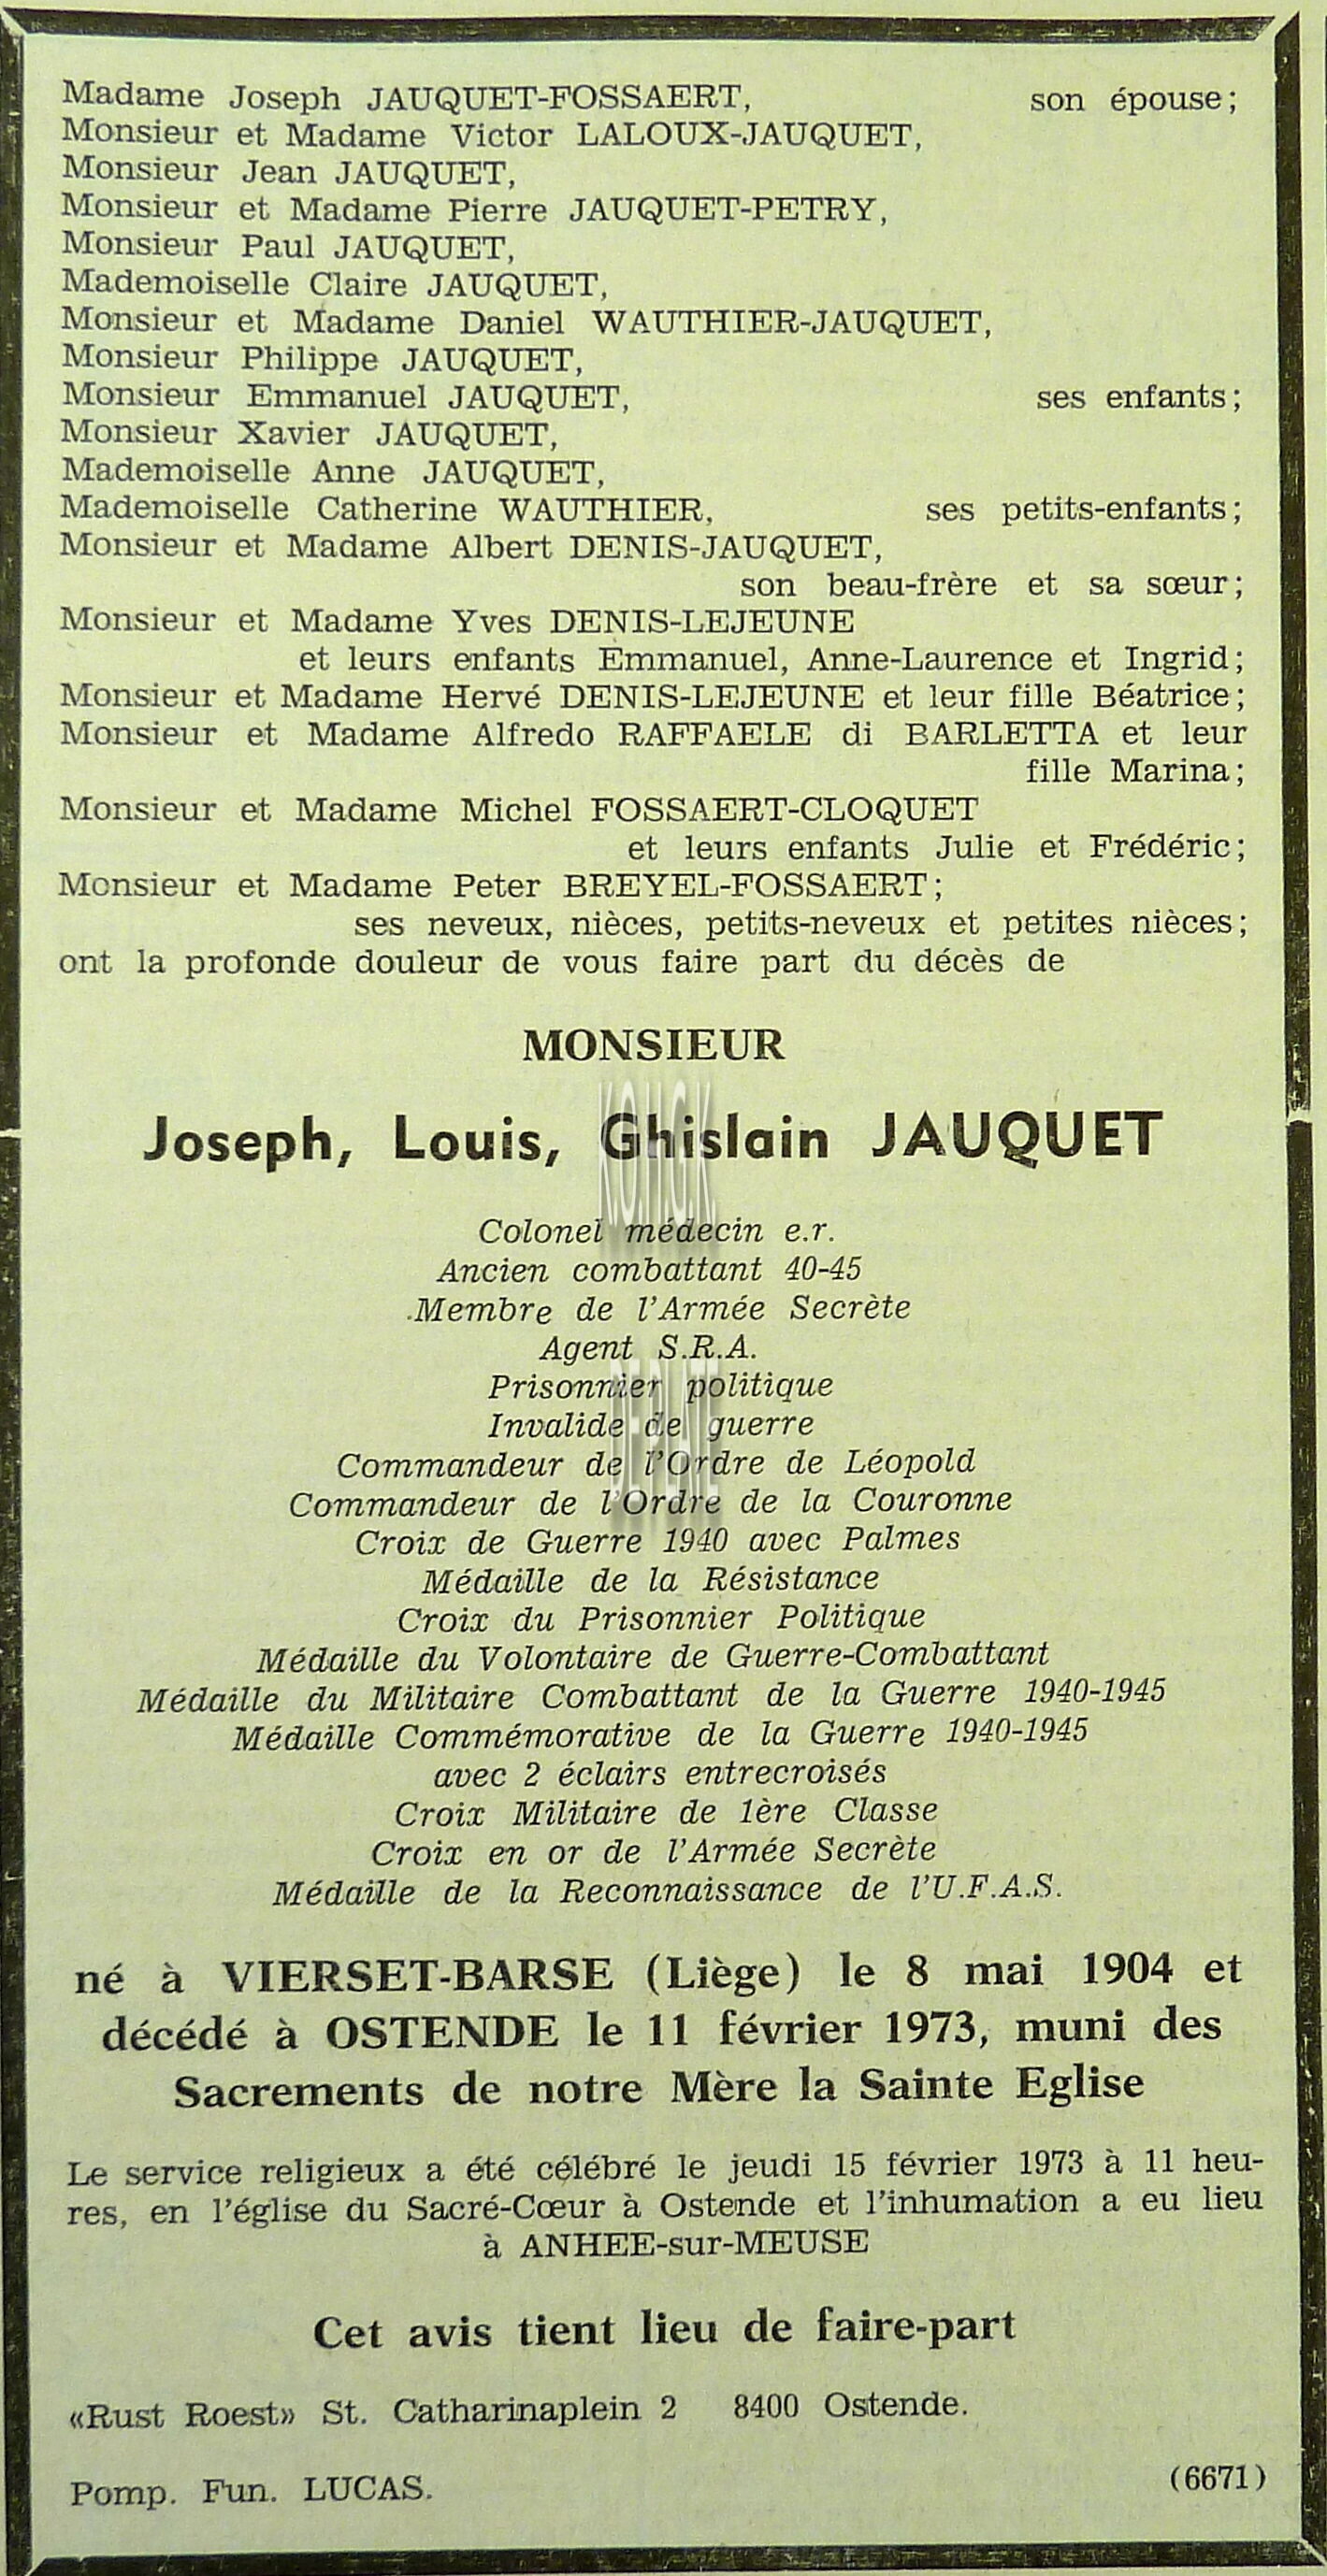 Madame Joseph JAUQUET-FOSSAERT, son épouse;
Monsieur et Madame Victor LALOUX-JAUQUET,
Monsieur Jean JAUQUET,
Monsieur et Madame Pierre JAUQUET-PETRY,
Monsieur Paul JAUQUET,
Mademoiselle Claire JAUQUET,
Monsieur et Madame Daniel WAUTHIER-JAUQUET,
Monsieur Philippe JAUQUET,
Monsieur Emmanuel JAUQUET, ses enfants;
Monsieur Xavier JAUQUET,
Mademoiselle Anne JAUQUET,
Mademoiselle Catherine WAUTHIER, ses petits-enfants;
Monsieur et Madame Albert DENIS-JAUQUET,
son beau-frère et sa sœur;
Monsieur et Madame Yves DENIS-LEJEUNE
et leurs enfants Emmanuel, Anne-Laurence et Ingrid;
Monsieur et Madame Hervé DENIS-LEJEUNE et leur fille Béatrice;
Monsieur et Madame Alfredo RAFFAELE di BARLETTA et leur
fille Marina;
Monsieur et Madame Michel FOSSAERT-CLOQUET
et leurs enfants Julie et Frédéric;
Monsieur et Madame Peter BREYEL-FOSSAERT;
ses neveux, nièces, petits-neveux et petites nièces;
ont la profonde douleur de vous faire part du décès de
MONSIEUR
Joseph, Louis, Ghislain JAUQUET
Colonel médecin e.r.
Ancien combattant 40-45
Membre de l'Armée Secrète
Agent S.R.A.
Prisonnier politique
Invalide de guerre
Commandeur de l'Ordre de Léopold
Commandeur de l'Ordre de la Couronne
Croix de Guerre 1940 avec Palmes
Médaille de la Résistance
Croix du Prisonnier Politique
Médaille du Volontaire de Guerre-Combattant
Médaille du Militaire Combattant de la Guerre 1940-1945
Médaille Commémorative de la Guerre 1940-1945
avec 2 éclairs entrecroisés
Croix Militaire de 1ère Classe
Croix en or de l'Armée Secrète
Médaille de la Reconnaissance de l'U.F.A.S.
né à VIERSET-BARSE (Liège) le 8 mai 1904 et
décédé à OSTENDE le 11 février 1973, muni des
Sacrements de notre Mère la Sainte Eglise
Le service religieux a été célébré le jeudi 15 février 1973 à 11 heu-
res, en l'église du Sacré-Cœur à Ostende et l'inhumation a eu lieu
à ANHEE-sur-MEUSE
Cet avis tient lieu de faire-part
«Rust Roest» St. Catharinaplein 2 8400 Ostende.
Pomp. Fun. LUCAS. (6671)